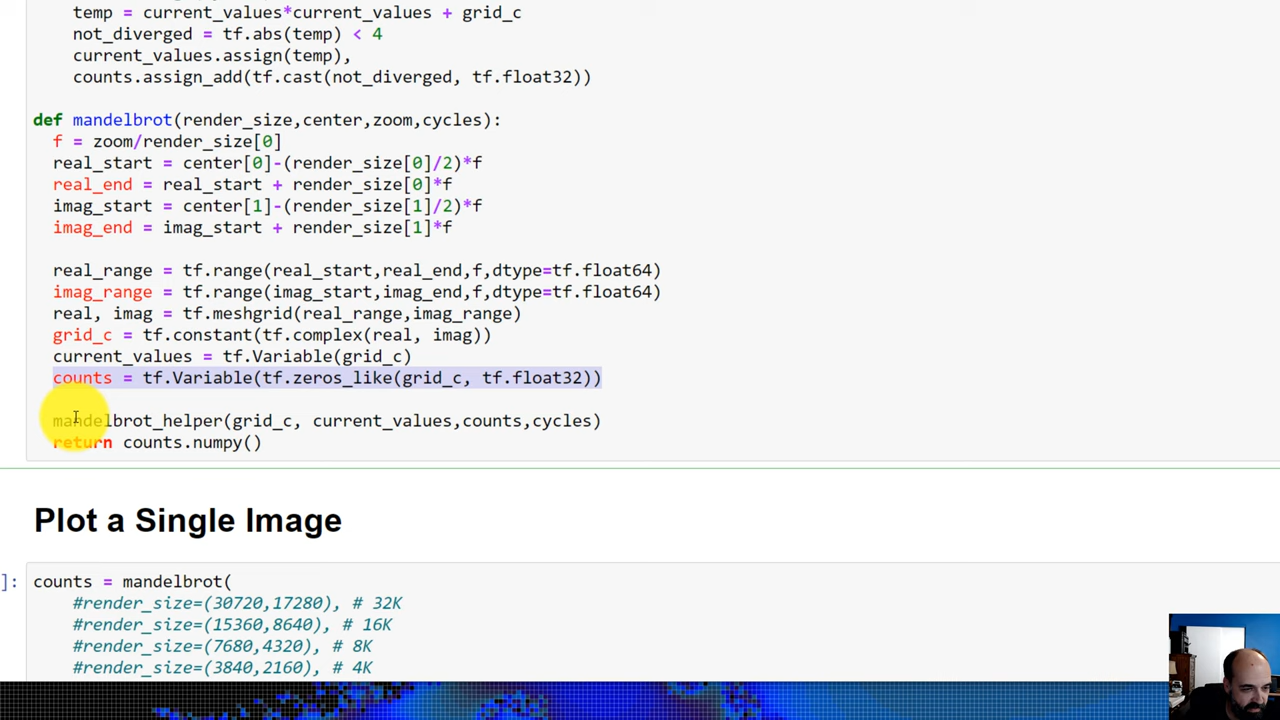 temp = current_values*current_values + grid_c
not_diverged = tf.abs(temp) < 4
current_values.assign(temp),
counts.assign_add(tf.cast(not_diverged, tf.float32))
def mandelbrot(render_size,center,zoom,cycles):
f = zoom/render_size[0]
real_start = center[0]-(render_size[0]/2)*f
real_end = real_start + render_size[0]*f
imag_start = center[1]-(render_size[1]/2)*f
imag_end = imag_start + render_size[1]*f
real_range = tf.range(real_start,real_end,f,dtype=tf.float64)
imag_range = tf.range(imag_start,imag_end,f,dtype=tf.float64)
real, imag = tf.meshgrid(real_range,imag_range)
grid_c = tf.constant(tf.complex(real, imag))
current_values = tf.Variable(grid_c)
counts = tf.Variable(tf.zeros_like(grid_c, tf.float32))
mandelbrot_helper(grid_c, current_values,counts,cycles)
return counts.numpy()
Plot a Single Image
]: counts = mandelbrot(
#render_size=(30720,17280), # 32K
#render_size=(15360,8640), # 16K
#render_size=(7680,4320), # 8K
#render_size=(3840,2160), # 4K